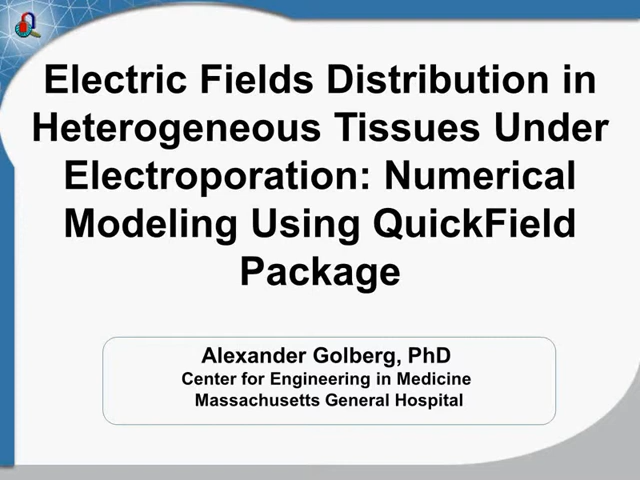 Electric Fields Distribution in
Heterogeneous Tissues Under
Electroporation: Numerical
Modeling Using QuickField
Package
Alexander Golberg, PhD
Center for Engineering in Medicine
Massachusetts General Hospital